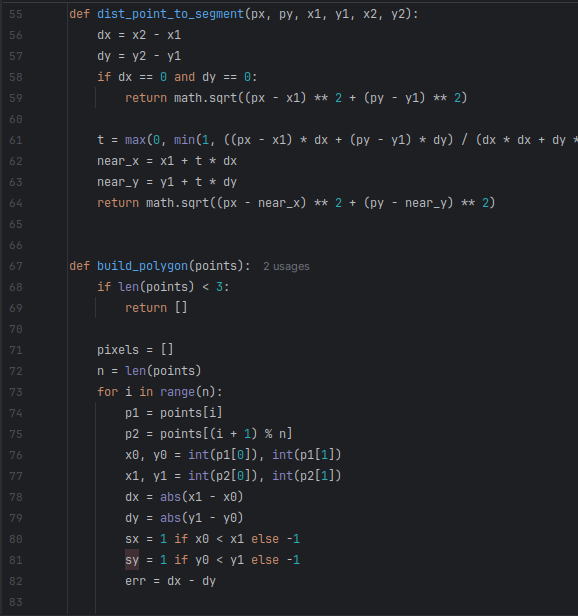 55 def dist_point_to_segment(px, py, x1, y1, x2, y2):
56     dx = x2 - x1
57     dy = y2 - y1
58     if dx == 0 and dy == 0:
59         return math.sqrt((px - x1) ** 2 + (py - y1) ** 2)
60
61     t = max(0, min(1, ((px - x1) * dx + (py - y1) * dy) / (dx * dx + dy *
62     near_x = x1 + t * dx
63     near_y = y1 + t * dy
64     return math.sqrt((px - near_x) ** 2 + (py - near_y) ** 2)
65
66
67 def build_polygon(points): 2 usages
68     if len(points) < 3:
69         return []
70
71     pixels = []
72     n = len(points)
73     for i in range(n):
74         p1 = points[i]
75         p2 = points[(i + 1) % n]
76         x0, y0 = int(p1[0]), int(p1[1])
77         x1, y1 = int(p2[0]), int(p2[1])
78         dx = abs(x1 - x0)
79         dy = abs(y1 - y0)
80         sx = 1 if x0 < x1 else -1
81         sy = 1 if y0 < y1 else -1
82         err = dx - dy
83